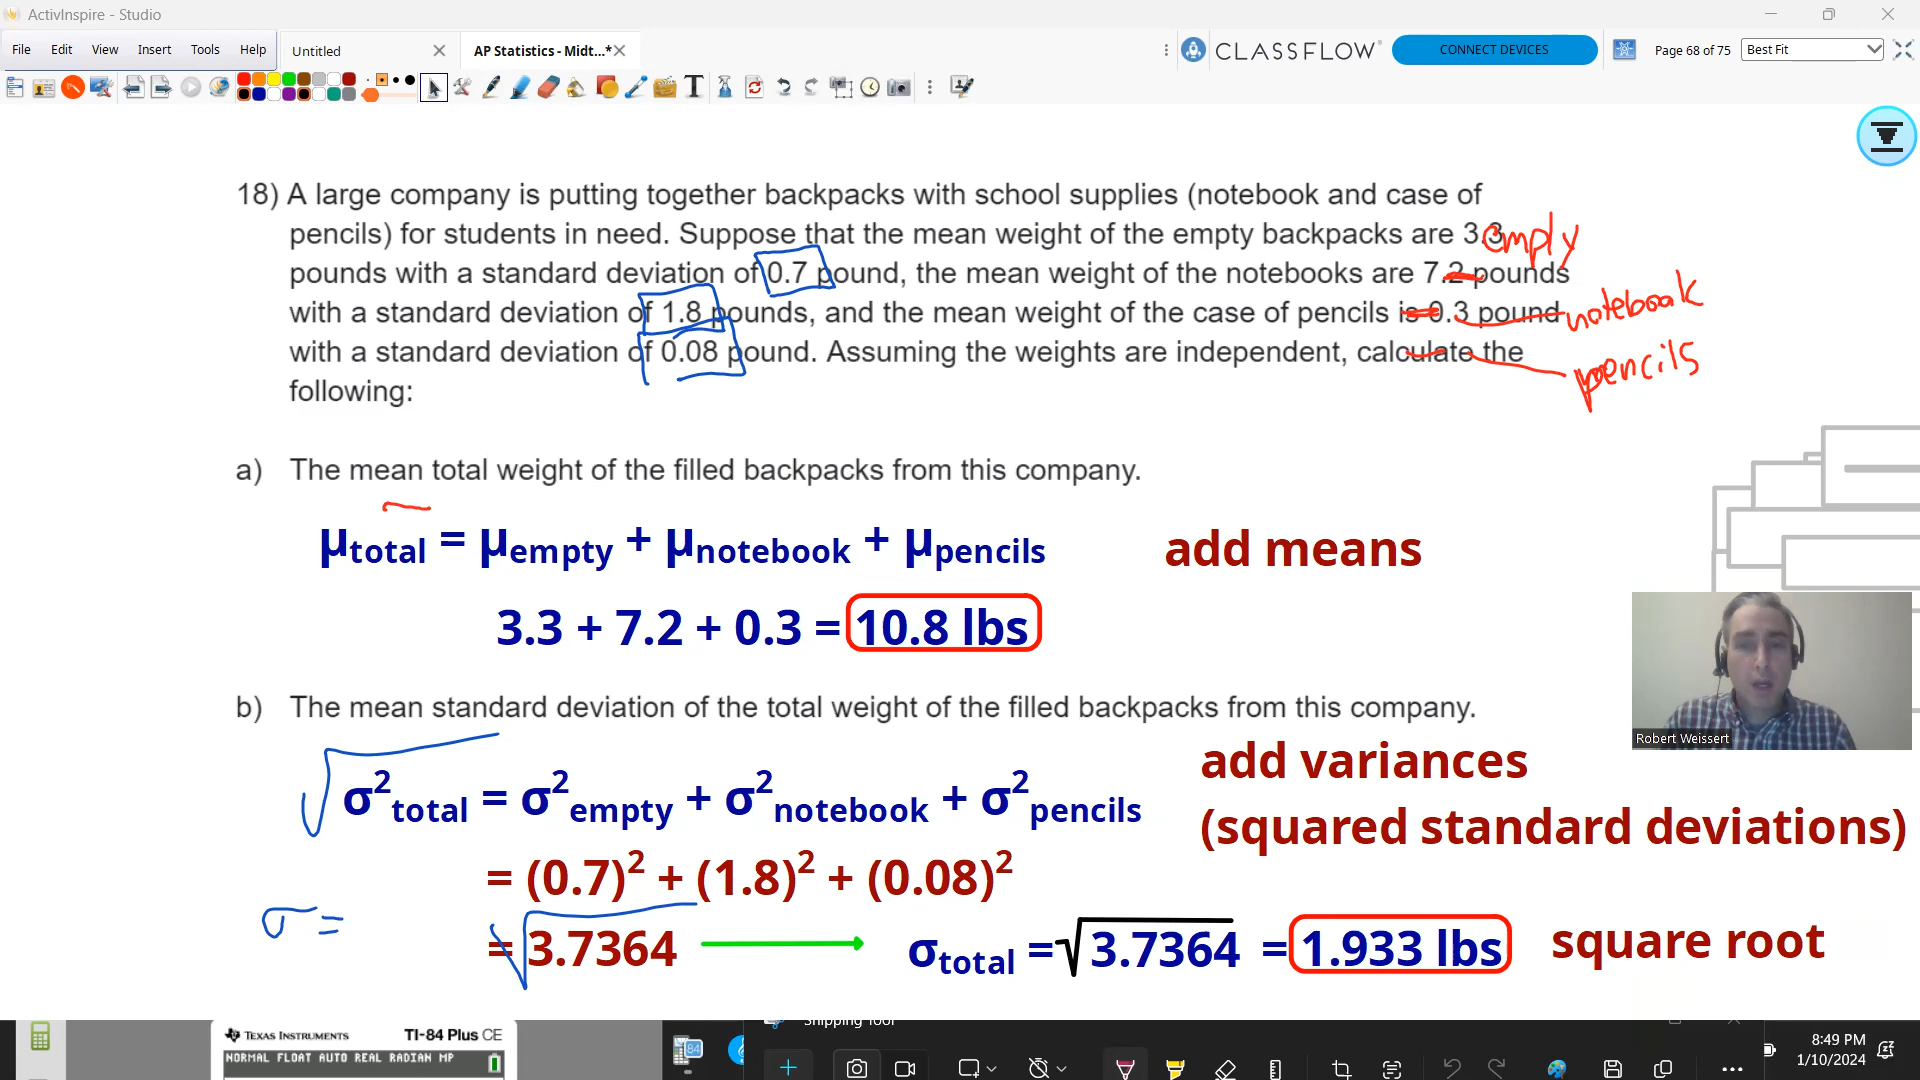 ActivInspire - Studio
File Edit View Insert Tools Help Untitled AP Statistics - Midt...* CLASSFLOW CONNECT DEVICES Page 68 of 75 Best Fit
18) A large company is putting together backpacks with school supplies (notebook and case of
pencils) for students in need. Suppose that the mean weight of the empty backpacks are 3.3
empty
pounds with a standard deviation of 0.7 pound, the mean weight of the notebooks are 7.2 pounds
with a standard deviation of 1.8 pounds, and the mean weight of the case of pencils is 0.3 pound
notebook
with a standard deviation of 0.08 pound. Assuming the weights are independent, calculate the
pencils
following:
a) The mean total weight of the filled backpacks from this company.
μtotal = μempty + μnotebook + μpencils add means
3.3 + 7.2 + 0.3 = 10.8 lbs
b) The mean standard deviation of the total weight of the filled backpacks from this company.
Robert Weissert
add variances
√σ²total = σ²empty + σ²notebook + σ²pencils
(squared standard deviations)
= (0.7)² + (1.8)² + (0.08)²
σ =
= √3.7364 σtotal = √3.7364 = 1.933 lbs square root
TEXAS INSTRUMENTS TI-84 Plus CE
NORMAL FLOAT AUTO REAL RADIAN MP
84
Snipping Tool
8:49 PM
1/10/2024